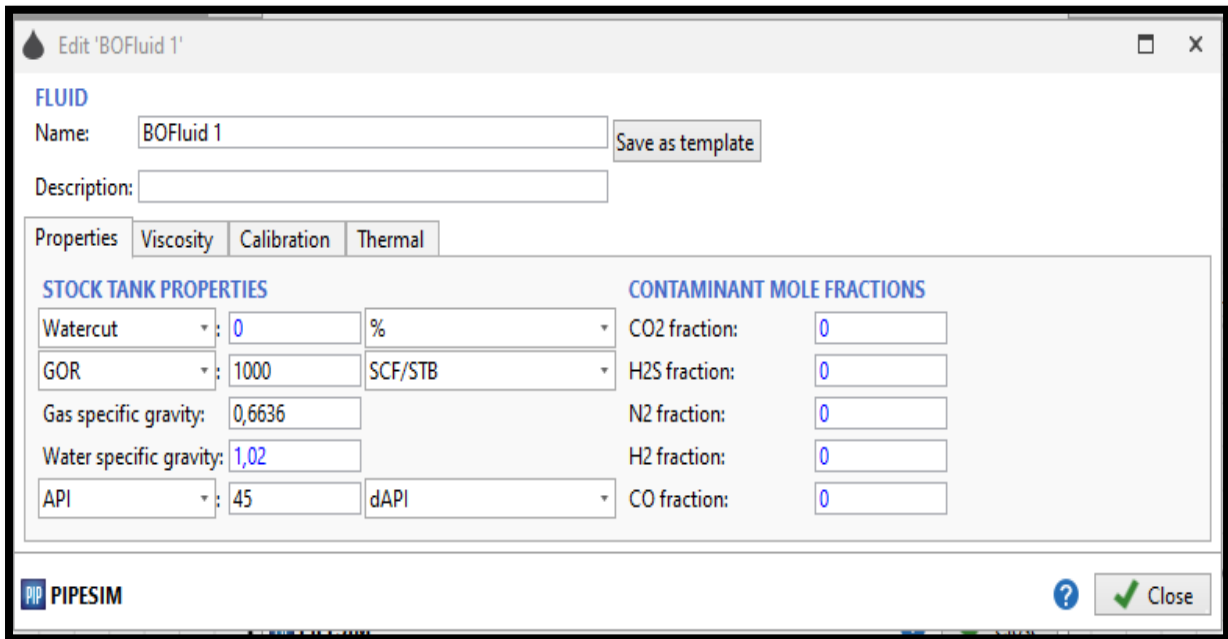 Edit 'BOFluid 1'
FLUID
Name: BOFluid 1 Save as template
Description:
Properties Viscosity Calibration Thermal
STOCK TANK PROPERTIES CONTAMINANT MOLE FRACTIONS
Watercut : 0 % CO2 fraction: 0
GOR : 1000 SCF/STB H2S fraction: 0
Gas specific gravity: 0,6636 N2 fraction: 0
Water specific gravity: 1,02 H2 fraction: 0
API : 45 dAPI CO fraction: 0
PIP PIPESIM ? Close